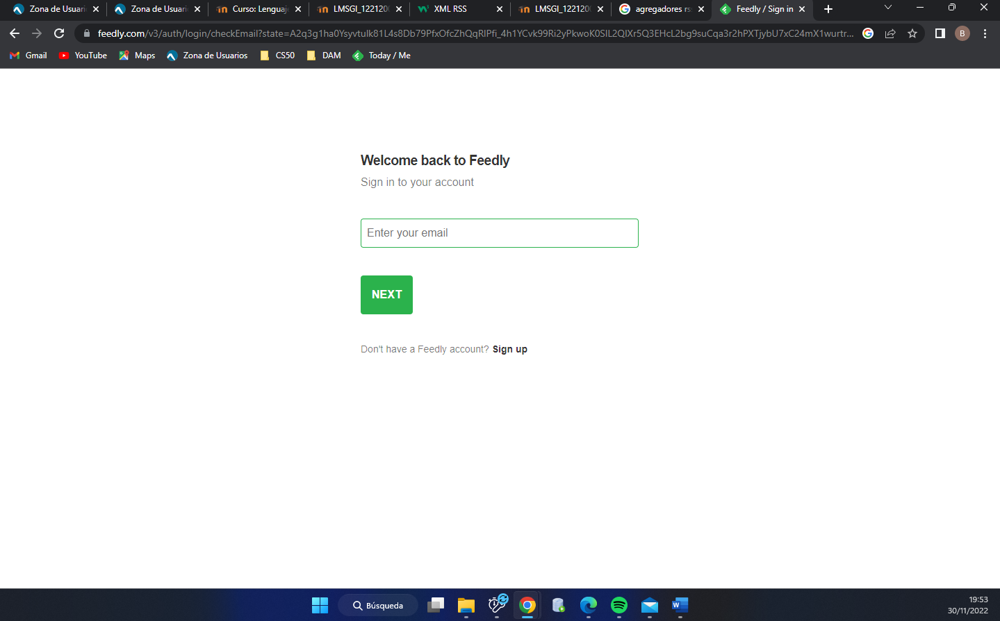 Zona de Usuari
Zona de Usuari
Curso: Lenguaj
LMSGI_122120
XML RSS
LMSGI_122120
agregadores rs
Feedly / Sign in
feedly.com/v3/auth/login/checkEmail?state=
B
Gmail
YouTube
Maps
Zona de Usuarios
CS50
DAM
Today / Me
Welcome back to Feedly
Sign in to your account
Enter your email
NEXT
Don't have a Feedly account? Sign up
Búsqueda
19:53
30/11/2022